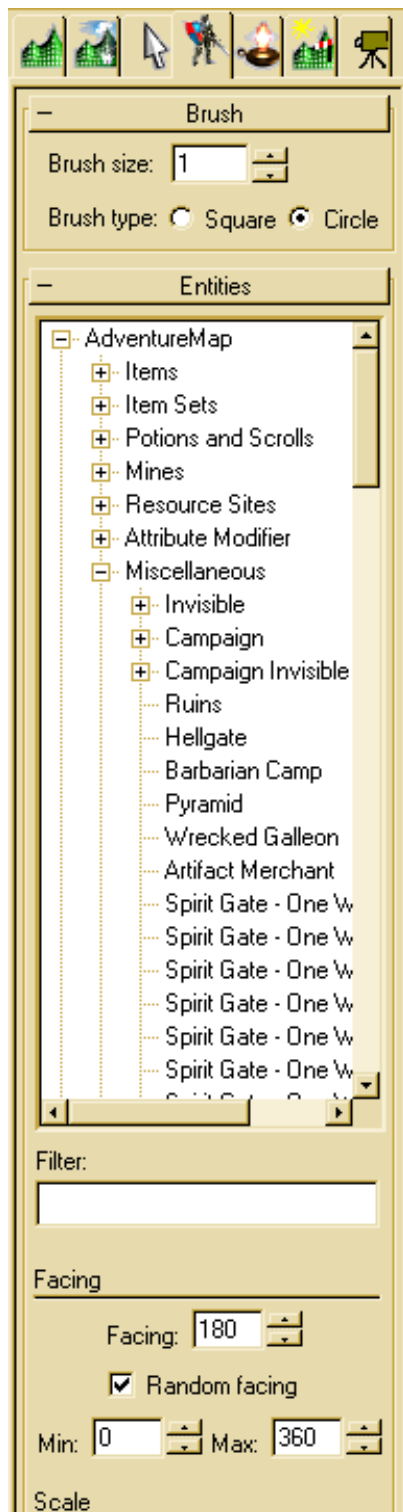 Brush
Brush size: 1
Brush type: Square Circle
Entities
AdventureMap
Items
Item Sets
Potions and Scrolls
Mines
Resource Sites
Attribute Modifier
Miscellaneous
Invisible
Campaign
Campaign Invisible
Ruins
Hellgate
Barbarian Camp
Pyramid
Wrecked Galleon
Artifact Merchant
Spirit Gate - One W
Spirit Gate - One W
Spirit Gate - One W
Spirit Gate - One W
Spirit Gate - One W
Spirit Gate - One W
Filter:
Facing
Facing: 180
Random facing
Min: 0 Max: 360
Scale